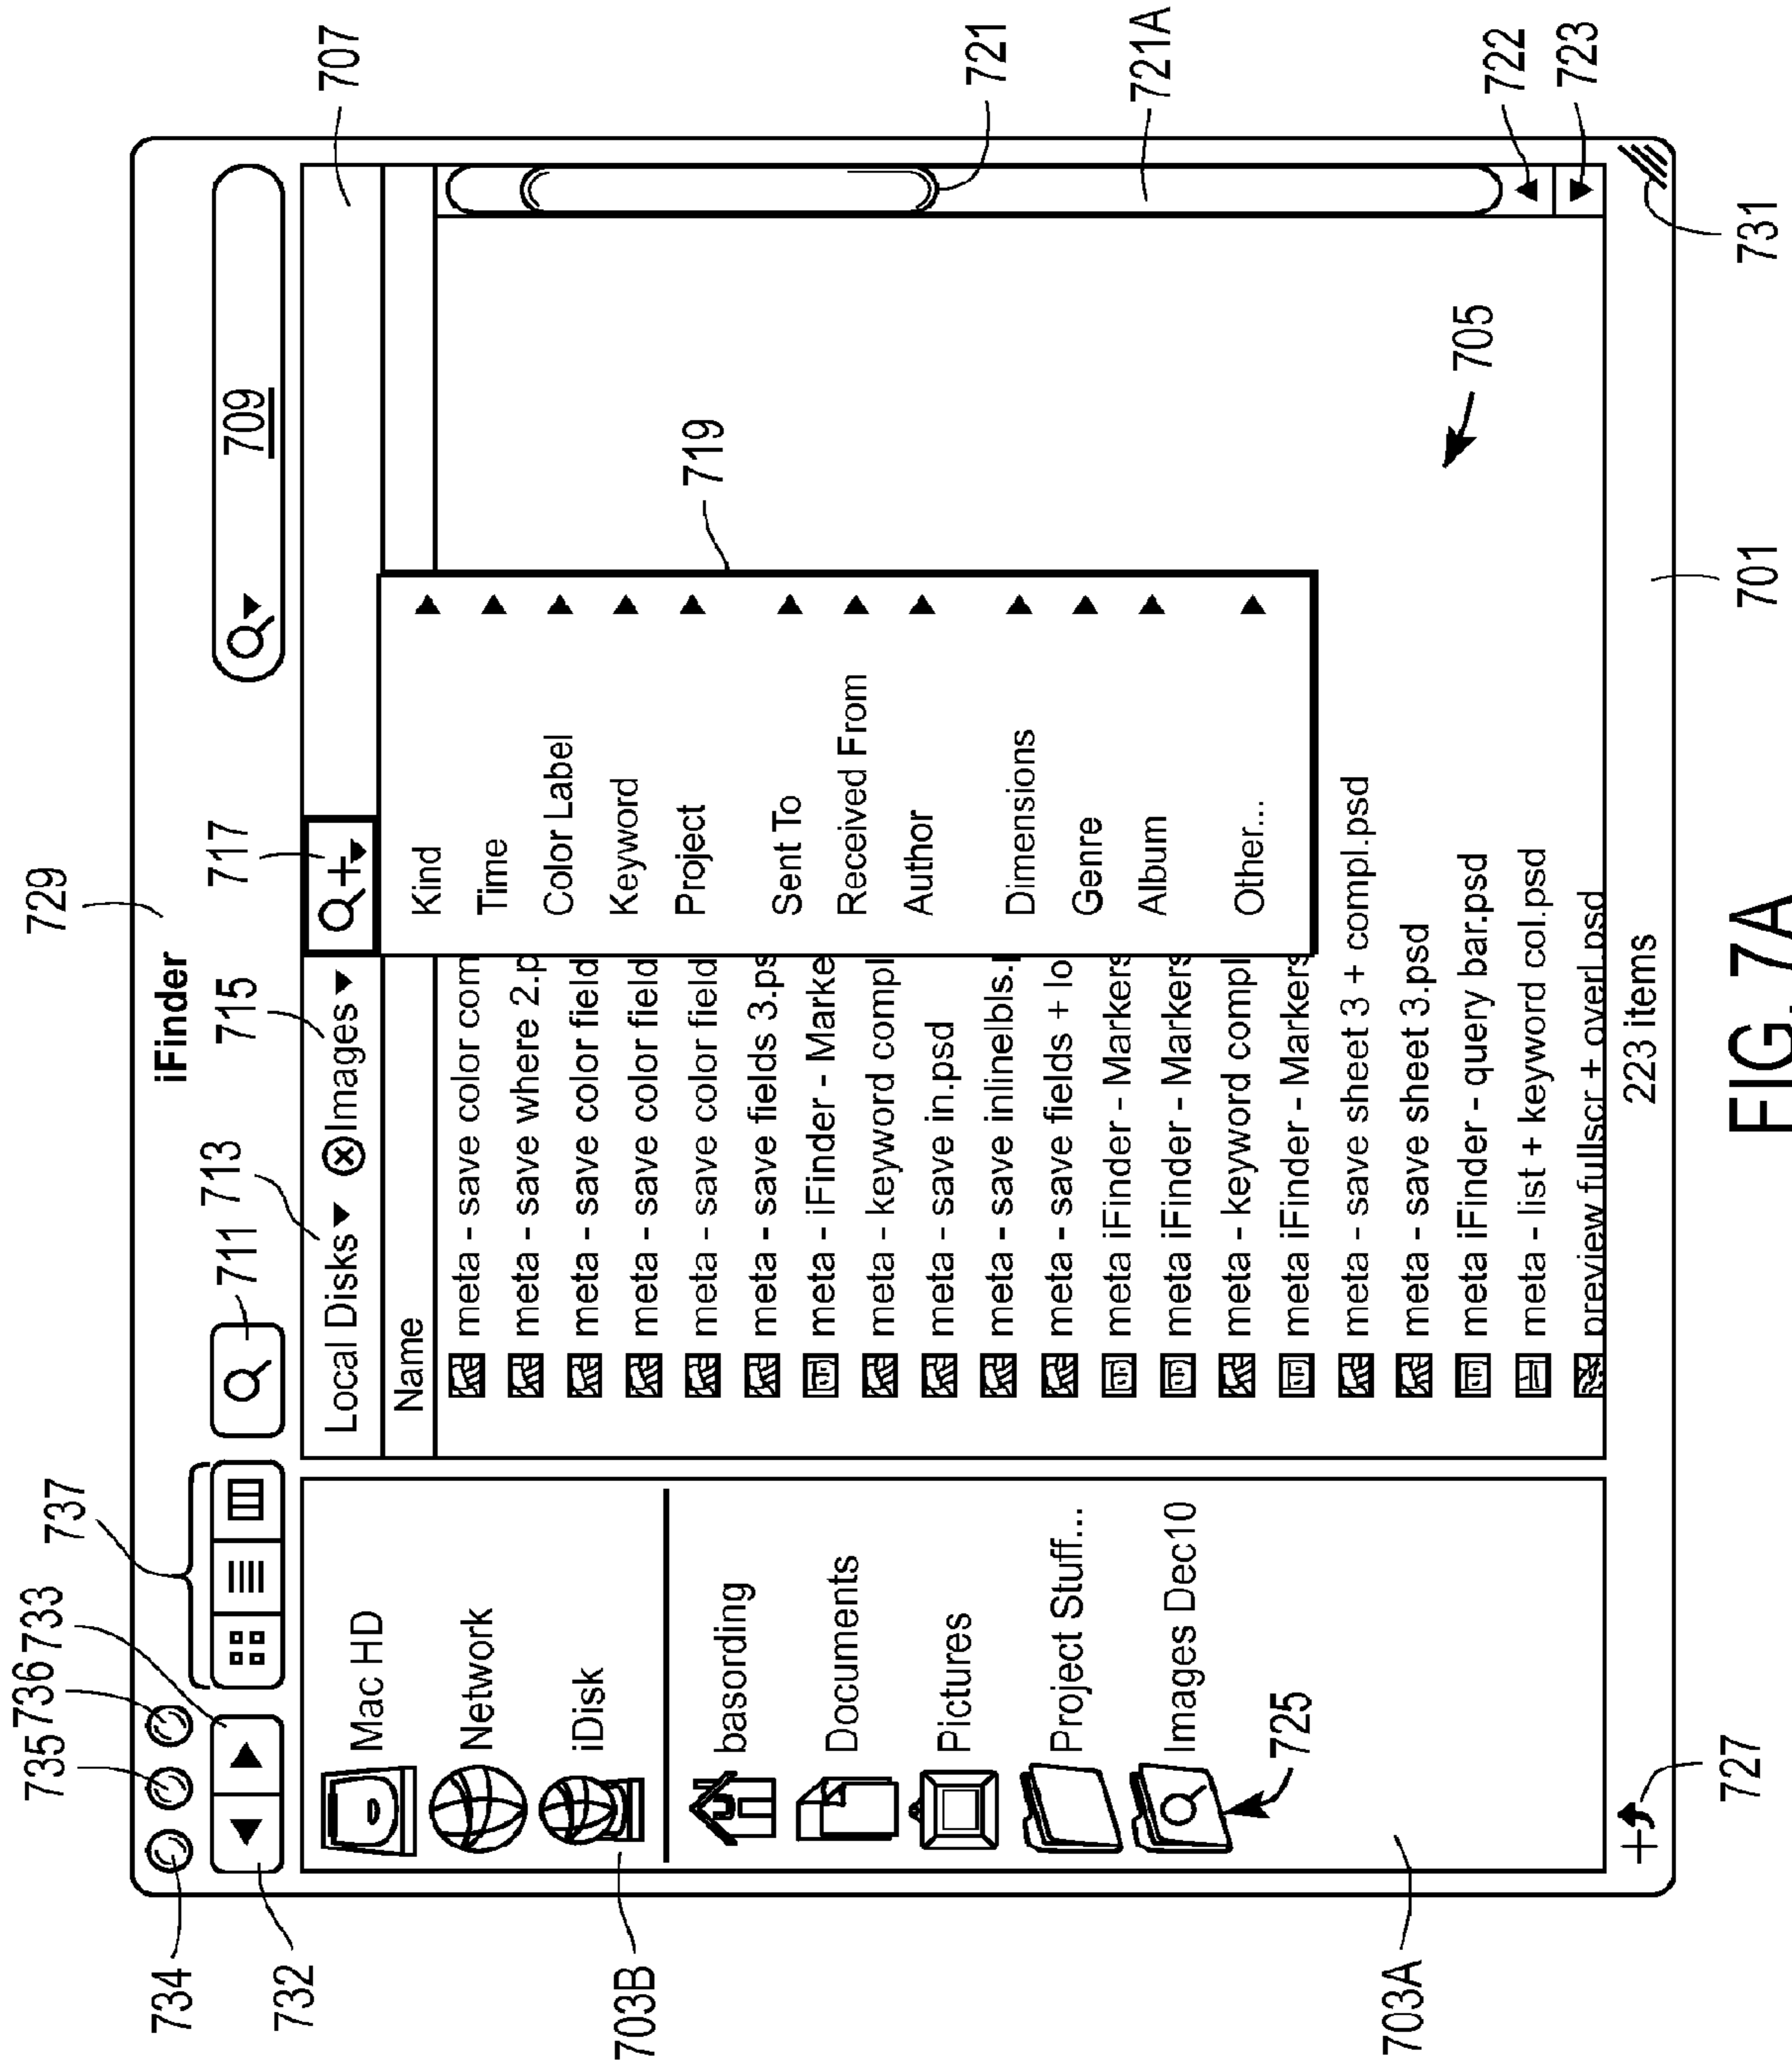 729
737
735 736 733
717
715
713
711
734
732
iFinder
709
707
Local Disks Images
Name
Mac HD
Network
iDisk
basording
Documents
Pictures
Project Stuff...
Images Dec10
725
703B
703A
meta - save color com
meta - save where 2.p
meta - save color field
meta - save color field
meta - save color field
meta - save fields 3.ps
meta - iFinder - Marke
meta - keyword compl
meta - save in.psd
meta - save inlinelbls.
meta - save fields + lo
meta iFinder - Markers
meta iFinder - Markers
meta - keyword compl
meta iFinder - Markers
meta - save sheet 3 + compl.psd
meta - save sheet 3.psd
meta iFinder - query bar.psd
meta - list + keyword col.psd
preview fullscr + overl.psd
Kind
Time
Color Label
Keyword
Project
Sent To
Received From
Author
Dimensions
Genre
Album
Other...
719
705
721
721A
722
723
223 items
727
701
731
FIG. 7A